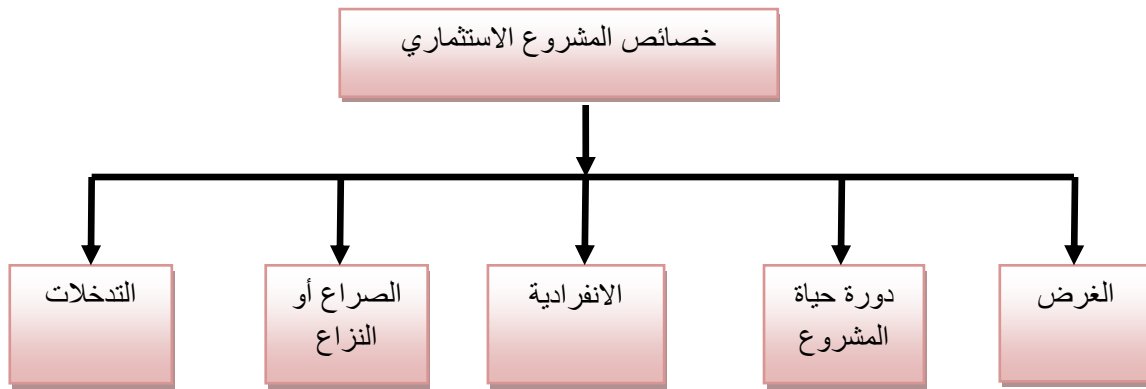 خصائص المشروع الاستثماري
الغرض
دورة حياة
المشروع
الانفرادية
الصراع أو
النزاع
التدخلات